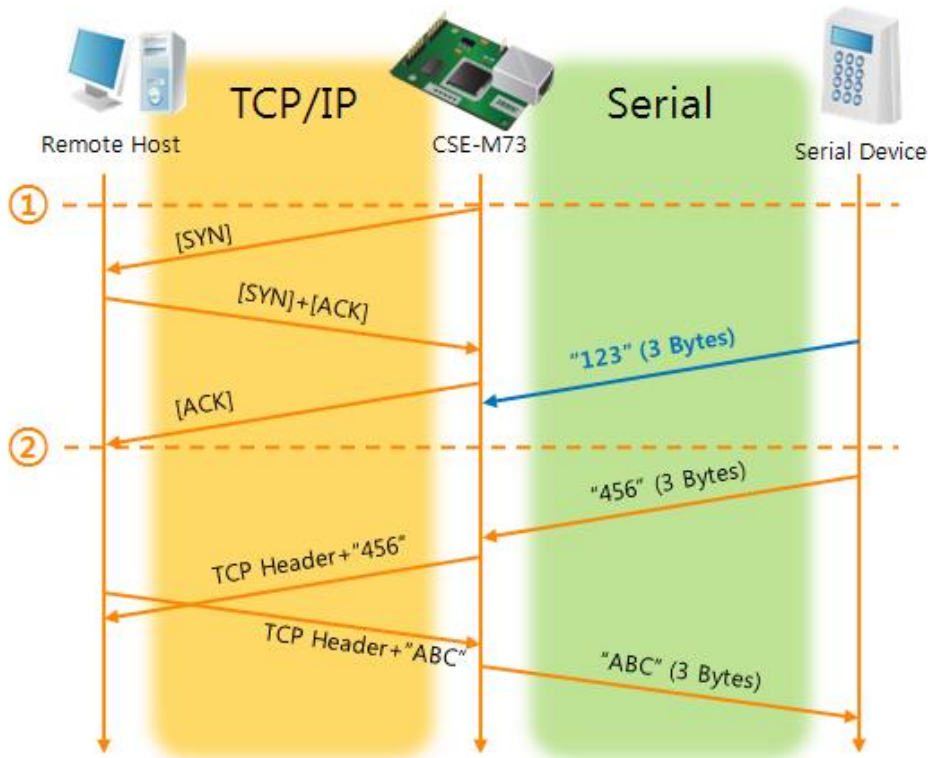 TCP/IP
Serial
Remote Host
CSE-M73
Serial Device
①
[SYN]
[SYN]+[ACK]
“123” (3 Bytes)
[ACK]
②
“456” (3 Bytes)
TCP Header+“456”
TCP Header+“ABC”
“ABC” (3 Bytes)